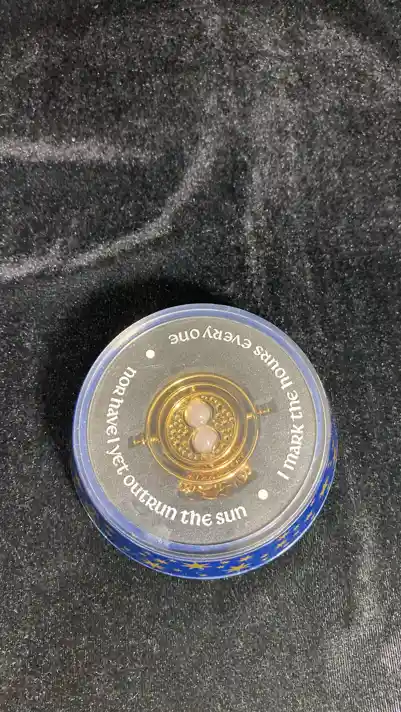 I mark the hours every one
nor have I yet outrun the sun